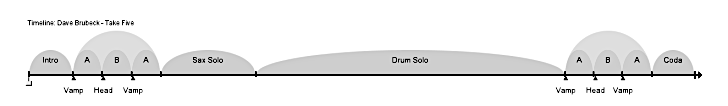 Timeline: Dave Brubeck - Take Five
Intro A B A Sax Solo Drum Solo A B A Coda
Vamp Head Vamp Vamp Head Vamp